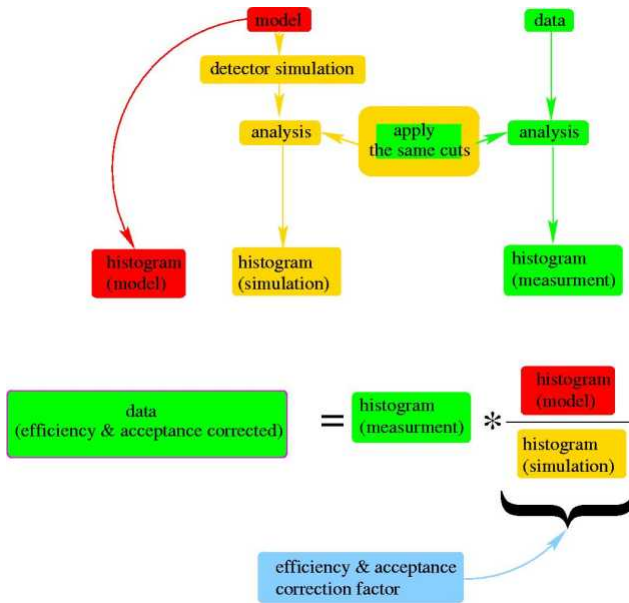 model
data
detector simulation
analysis
apply
the same cuts
analysis
histogram
(model)
histogram
(simulation)
histogram
(measurment)
data
(efficiency & acceptance corrected)
=
histogram
(measurment)
*
histogram
(model)
histogram
(simulation)
efficiency & acceptance
correction factor